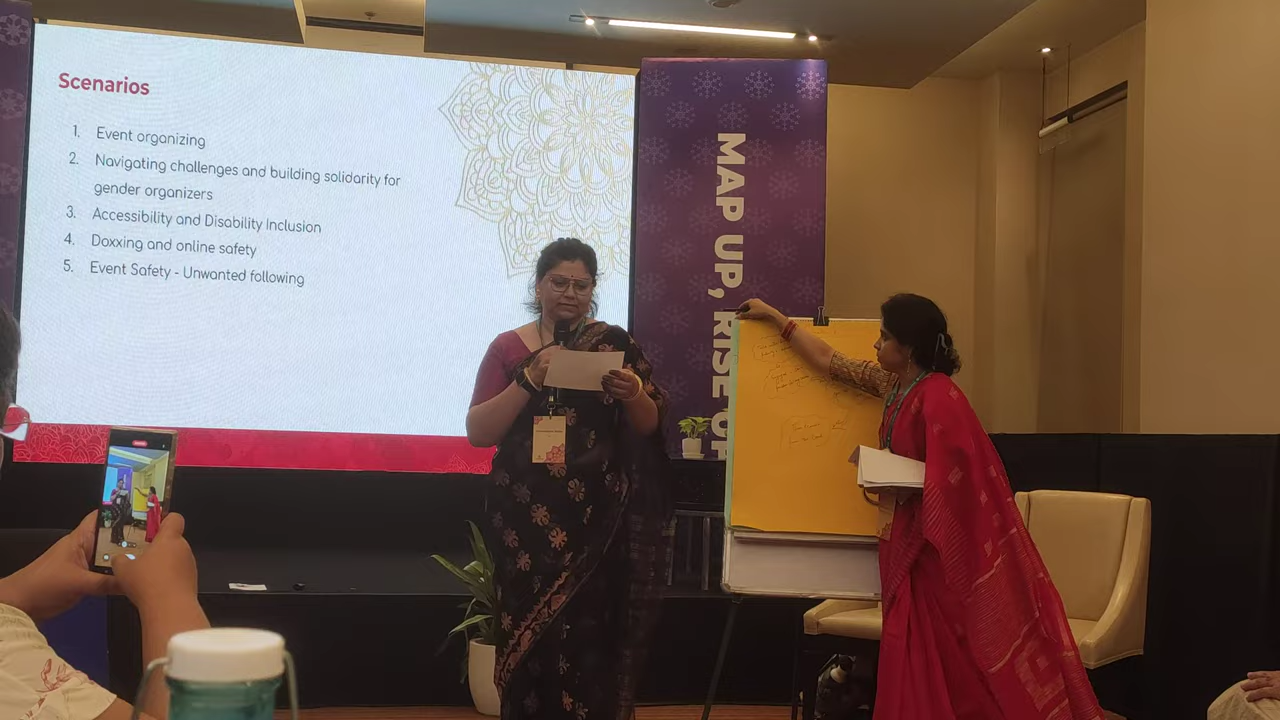 Scenarios
1. Event organizing
2. Navigating challenges and building solidarity for
gender organizers
3. Accessibility and Disability Inclusion
4. Doxxing and online safety
5. Event Safety - Unwanted following
MAP UP, RISE UP